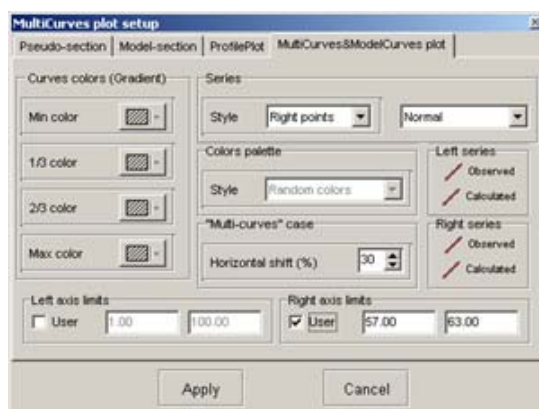 MultiCurves plot setup
Pseudo-section Model-section ProfilePlot MultiCurves&ModelCurves plot
Curves colors (Gradient)
Min color
1/3 color
2/3 color
Max color
Series
Style Right points Normal
Colors palette
Style Random colors
Left series
Observed
Calculated
"Multi-curves" case
Horizontal shift (%) 30
Right series
Observed
Calculated
Left axis limits
User 1.00 100.00
Right axis limits
User 57.00 63.00
Apply Cancel